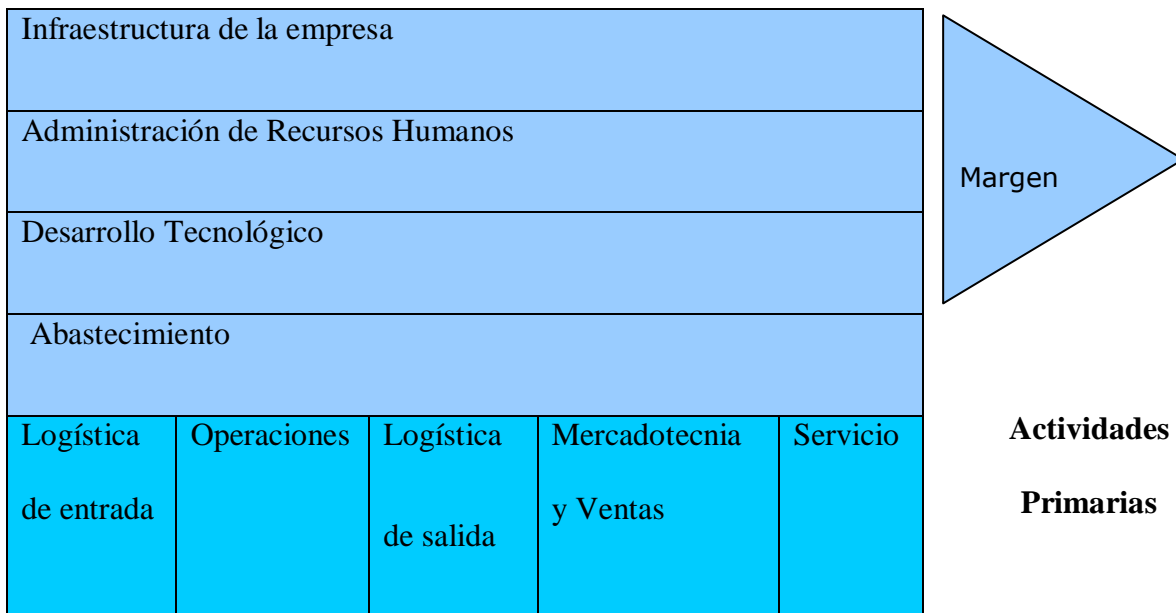 Infraestructura de la empresa
Administración de Recursos Humanos
Margen
Desarrollo Tecnológico
Abastecimiento
Logística
de entrada
Operaciones
Logística
de salida
Mercadotecnia
y Ventas
Servicio
Actividades
Primarias